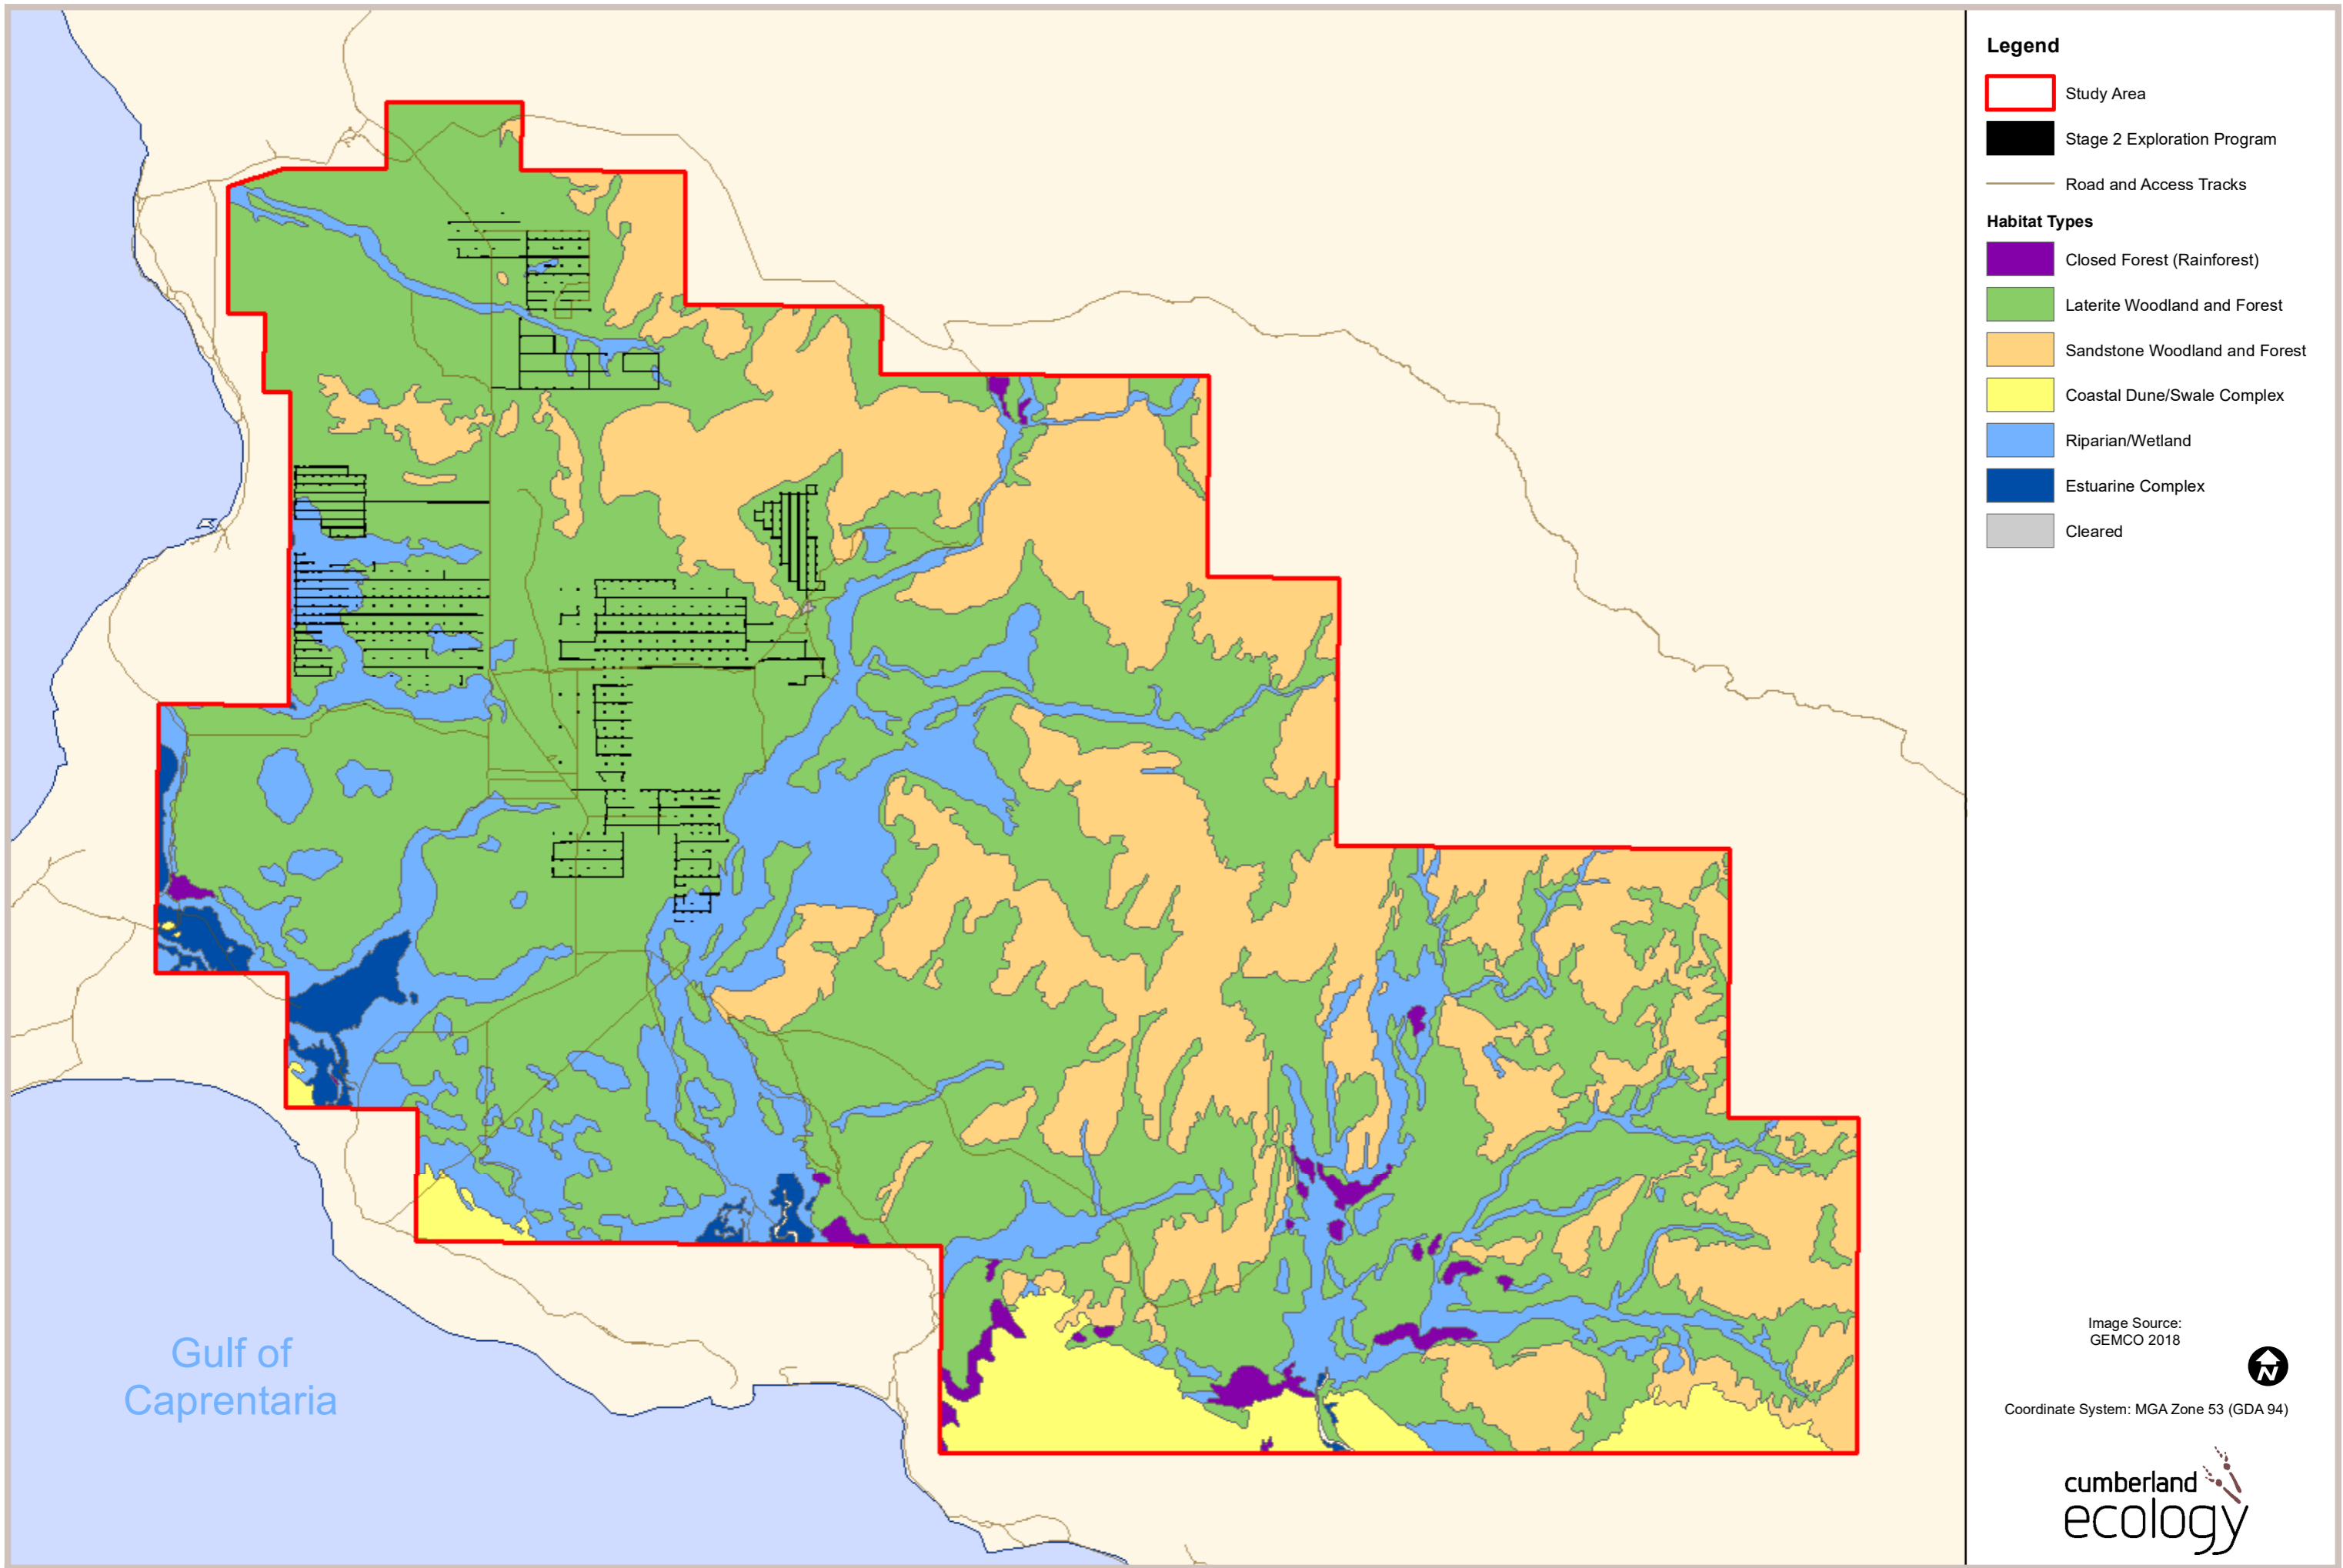 Legend
Study Area
Stage 2 Exploration Program
Road and Access Tracks
Habitat Types
Closed Forest (Rainforest)
Laterite Woodland and Forest
Sandstone Woodland and Forest
Coastal Dune/Swale Complex
Riparian/Wetland
Estuarine Complex
Cleared
Gulf of
Caprentaria
Image Source:
GEMCO 2018
N
Coordinate System: MGA Zone 53 (GDA 94)
cumberland
ecology